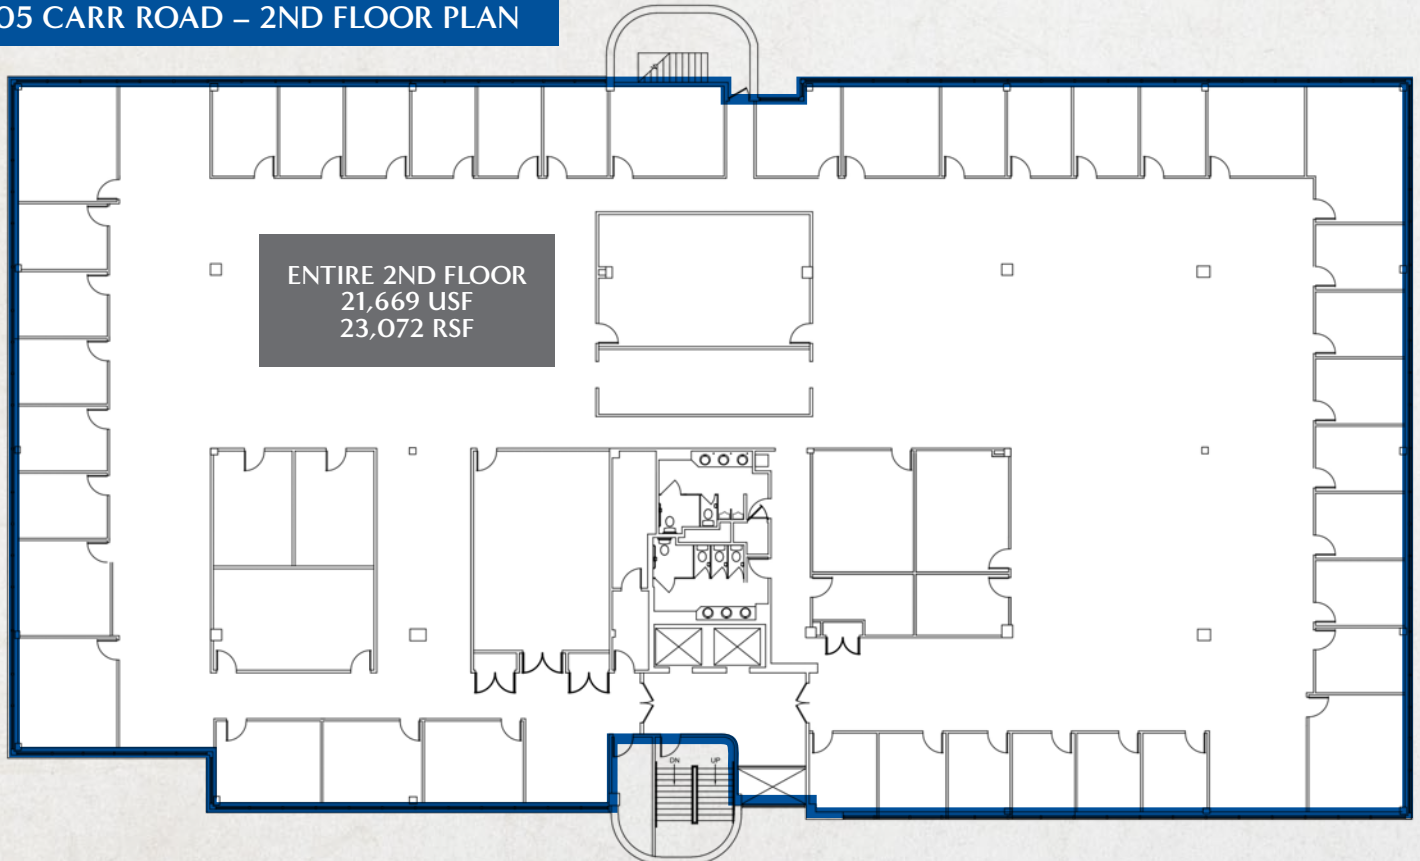 05 CARR ROAD – 2ND FLOOR PLAN
ENTIRE 2ND FLOOR
21,669 USF
23,072 RSF
DN UP